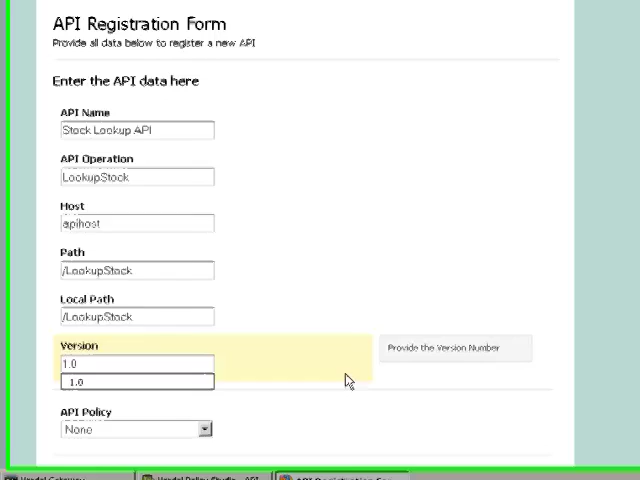 API Registration Form
Provide all data below to register a new API
Enter the API data here
API Name
Stock Lookup API
API Operation
LookupStock
Host
apihost
Path
/LookupStock
Local Path
/LookupStock
Version
Provide the Version Number
1.0
1.0
API Policy
None